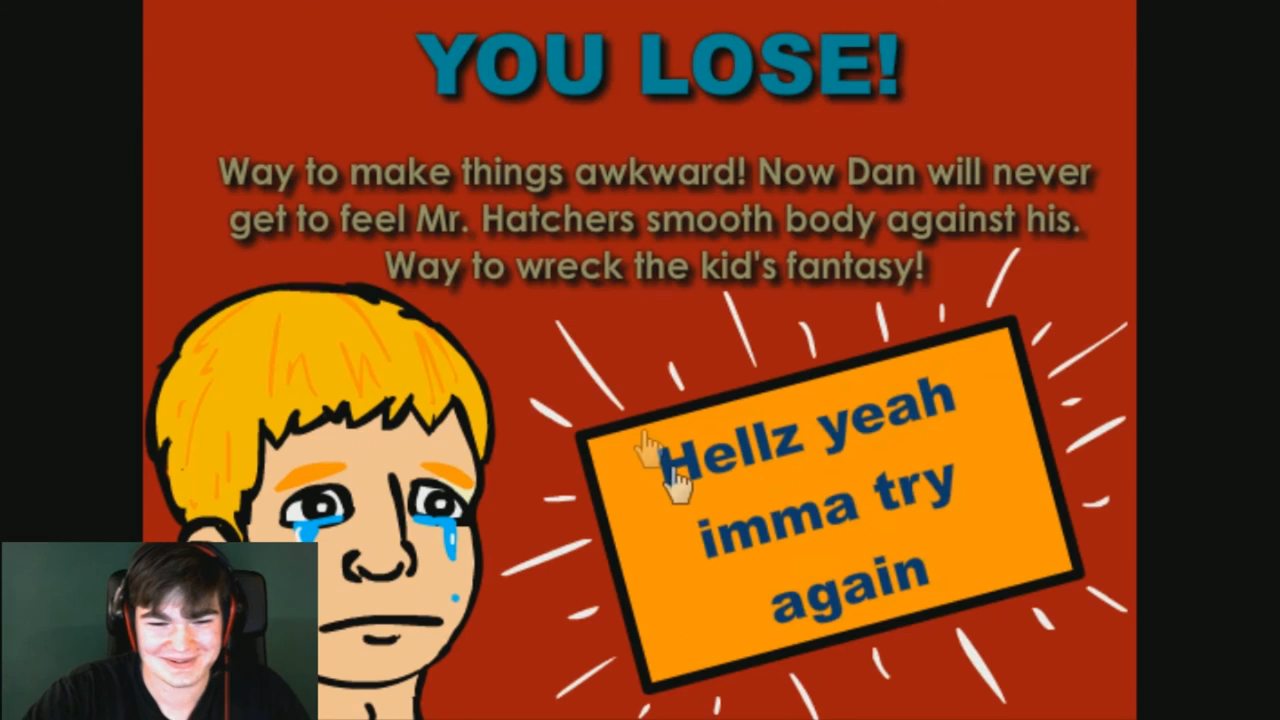 YOU LOSE!
Way to make things awkward! Now Dan will never
get to feel Mr. Hatchers smooth body against his.
Way to wreck the kid's fantasy!
Hellz yeah
imma try
again